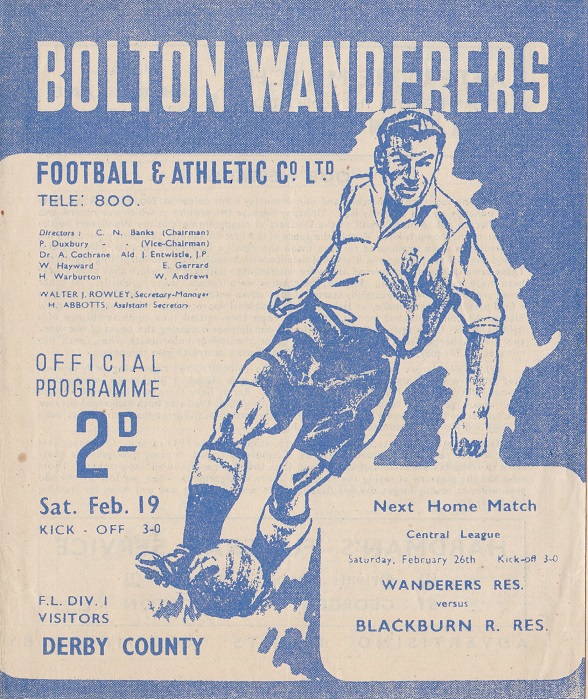 BOLTON WANDERERS
FOOTBALL & ATHLETIC Cº LTD
TELE: 800.
Directors: C. N. Banks (Chairman)
P. Duxbury - - (Vice-Chairman)
Dr. A. Cochrane Ald J. Entwistle, J.P.
W. Hayward E. Gerrard
H. Warburton W. Andrews
WALTER J. ROWLEY, Secretary-Manager
H. ABBOTTS, Assistant Secretary
OFFICIAL
PROGRAMME
2D
Sat. Feb. 19
KICK - OFF 3-0
F.L. DIV. I
VISITORS
DERBY COUNTY
Next Home Match
Central League
Saturday, February 26th Kick-off 3-0
WANDERERS RES.
versus
BLACKBURN R. RES.